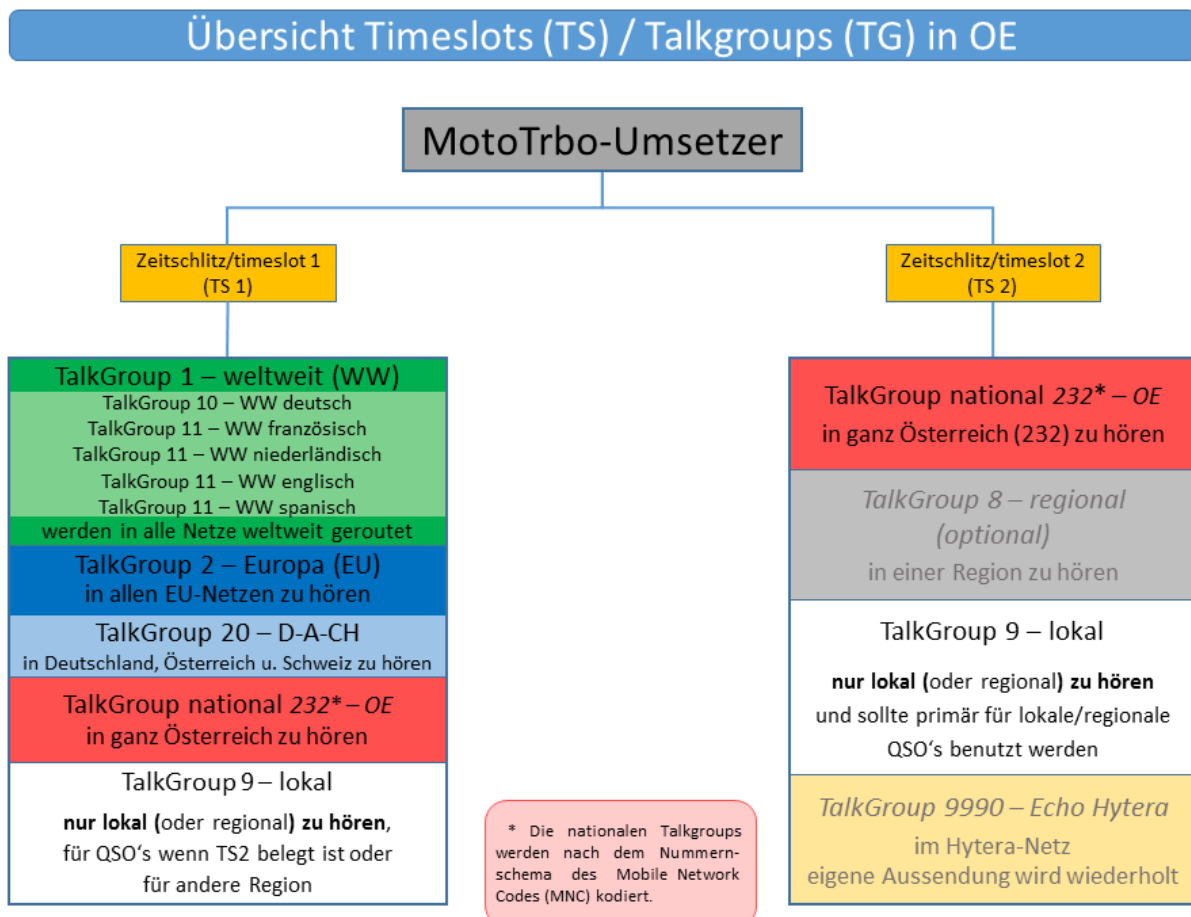 Übersicht Timeslots (TS) / Talkgroups (TG) in OE
MotoTrbo-Umsetzer
Zeitschlitz/timeslot 1
(TS 1)
Zeitschlitz/timeslot 2
(TS 2)
TalkGroup 1 – weltweit (WW)
TalkGroup 10 – WW deutsch
TalkGroup 11 – WW französisch
TalkGroup 11 – WW niederländisch
TalkGroup 11 – WW englisch
TalkGroup 11 – WW spanisch
werden in alle Netze weltweit geroutet
TalkGroup 2 – Europa (EU)
in allen EU-Netzen zu hören
TalkGroup 20 – D-A-CH
in Deutschland, Österreich u. Schweiz zu hören
TalkGroup national 232* – OE
in ganz Österreich zu hören
TalkGroup 9 – lokal
nur lokal (oder regional) zu hören,
für QSO‘s wenn TS2 belegt ist oder
für andere Region
TalkGroup national 232* – OE
in ganz Österreich (232) zu hören
TalkGroup 8 – regional
(optional)
in einer Region zu hören
TalkGroup 9 – lokal
nur lokal (oder regional) zu hören
und sollte primär für lokale/regionale
QSO‘s benutzt werden
TalkGroup 9990 – Echo Hytera
im Hytera-Netz
eigene Aussendung wird wiederholt
* Die nationalen Talkgroups
werden nach dem Nummern-
schema des Mobile Network
Codes (MNC) kodiert.